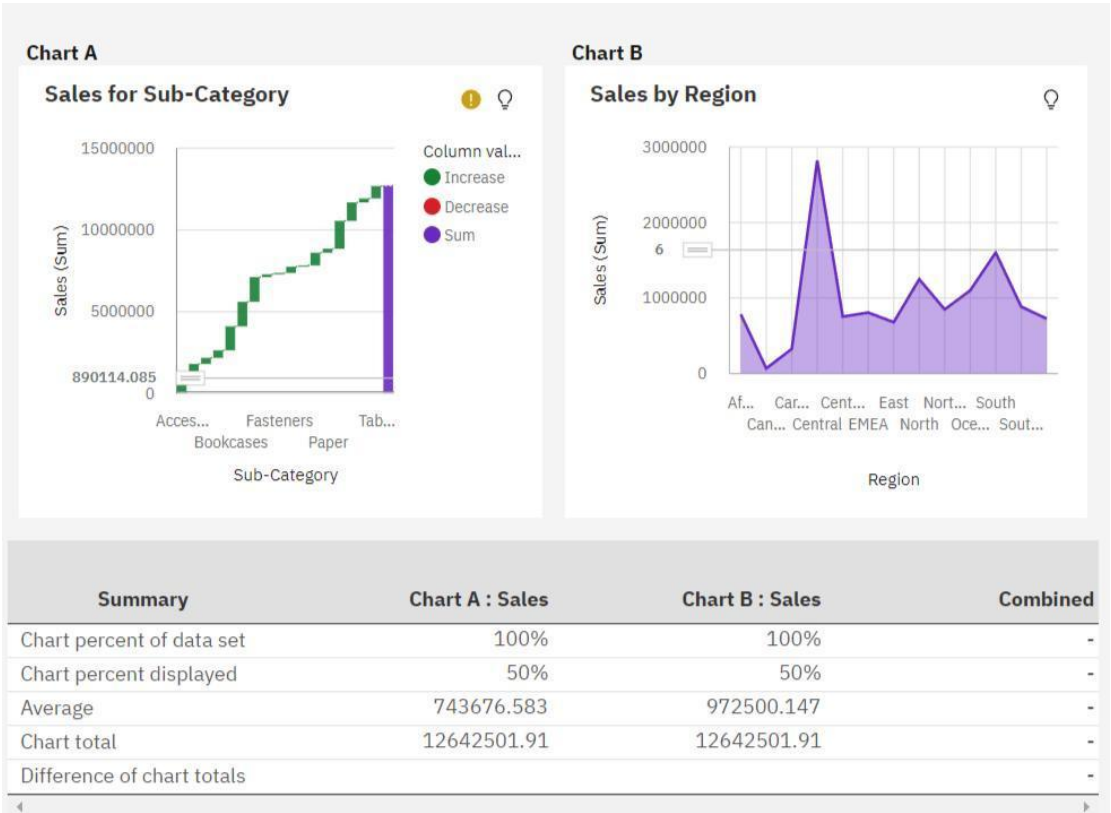 Chart A
Chart B
Sales for Sub-Category
Sales by Region
Column val...
Increase
Decrease
Sum
Sales (Sum)
15000000
10000000
5000000
890114.085
0
Acces... Fasteners Tab...
Bookcases Paper
Sub-Category
Sales (Sum)
3000000
2000000
6
1000000
0
Af... Car... Cent... East Nort... South
Can... Central EMEA North Oce... Sout...
Region
Summary Chart A : Sales Chart B : Sales Combined
Chart percent of data set 100% 100% -
Chart percent displayed 50% 50% -
Average 743676.583 972500.147 -
Chart total 12642501.91 12642501.91 -
Difference of chart totals -